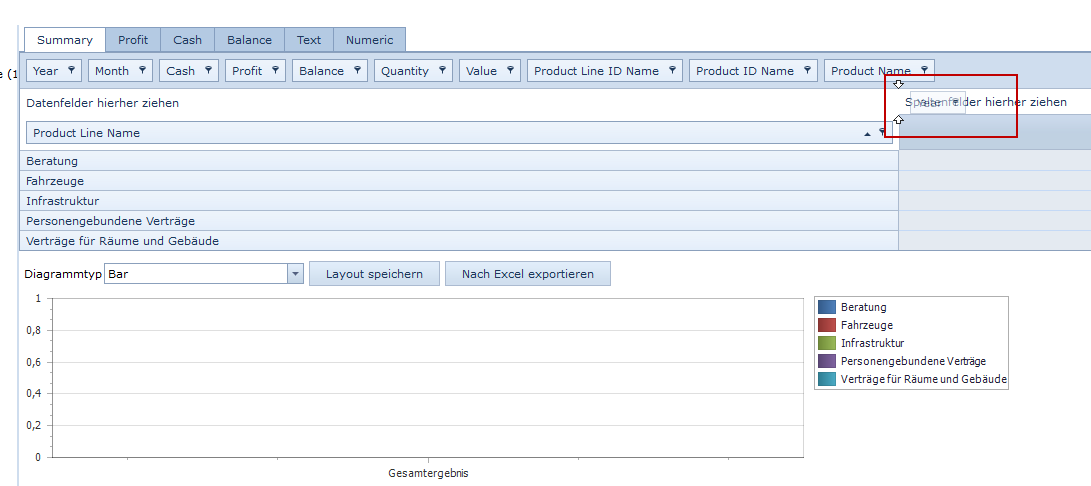 Summary Profit Cash Balance Text Numeric
e (1
Year Month Cash Profit Balance Quantity Value Product Line ID Name Product ID Name Product Name
Datenfelder hierher ziehen Spaltenfelder hierher ziehen
Year
Product Line Name
Beratung
Fahrzeuge
Infrastruktur
Personengebundene Verträge
Verträge für Räume und Gebäude
Diagrammtyp Bar Layout speichern Nach Excel exportieren
1
0,8
0,6
0,4
0,2
0
Gesamtergebnis
Beratung
Fahrzeuge
Infrastruktur
Personengebundene Verträge
Verträge für Räume und Gebäude